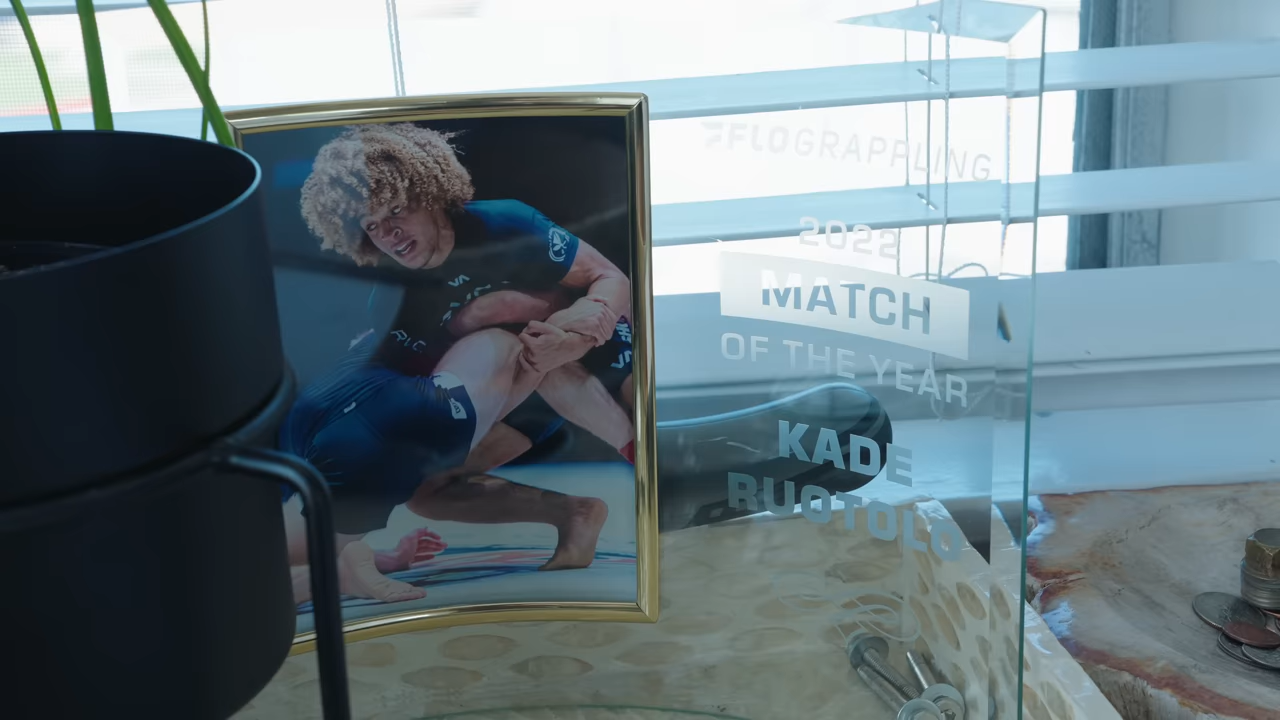 FLOGRAPPLING
2022
MATCH
OF THE YEAR
KADE
RUOTOLO